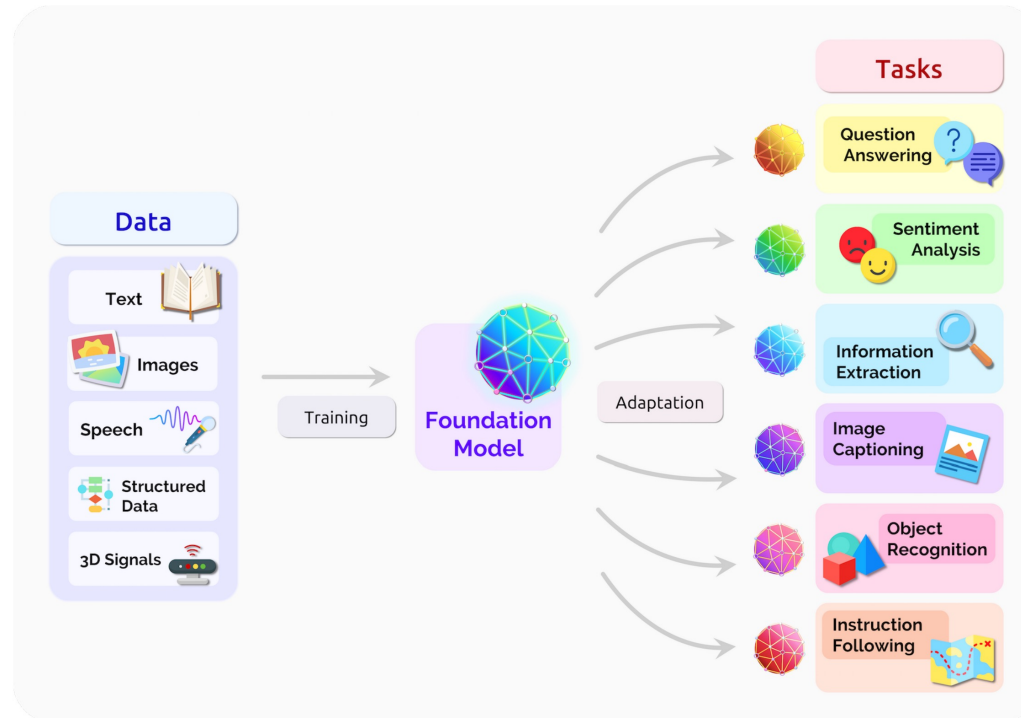 Data
Text
Images
Speech
Structured
Data
3D Signals
Training
Foundation
Model
Adaptation
Tasks
Question
Answering
Sentiment
Analysis
Information
Extraction
Image
Captioning
Object
Recognition
Instruction
Following